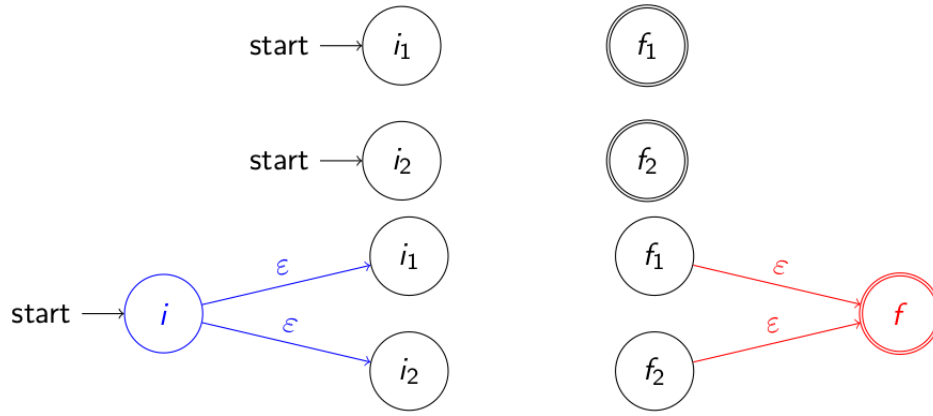 start i₁ f₁
start i₂ f₂
i₁ f₁
ε ε
start i f
ε ε
i₂ f₂